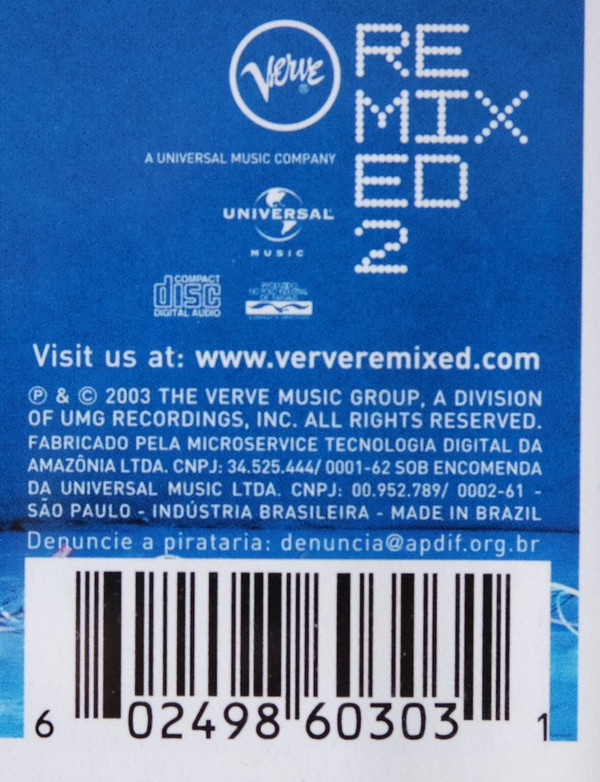 Verve
RE
MIX
ED
2
A UNIVERSAL MUSIC COMPANY
UNIVERSAL
MUSIC
COMPACT
disc
DIGITAL AUDIO
Visit us at: www.ververemixed.com
℗ & © 2003 THE VERVE MUSIC GROUP, A DIVISION
OF UMG RECORDINGS, INC. ALL RIGHTS RESERVED.
FABRICADO PELA MICROSERVICE TECNOLOGIA DIGITAL DA
AMAZÔNIA LTDA. CNPJ: 34.525.444/ 0001-62 SOB ENCOMENDA
DA UNIVERSAL MUSIC LTDA. CNPJ: 00.952.789/ 0002-61 -
SÃO PAULO - INDÚSTRIA BRASILEIRA - MADE IN BRAZIL
Denuncie a pirataria: denuncia@apdif.org.br
6 02498 60303 1